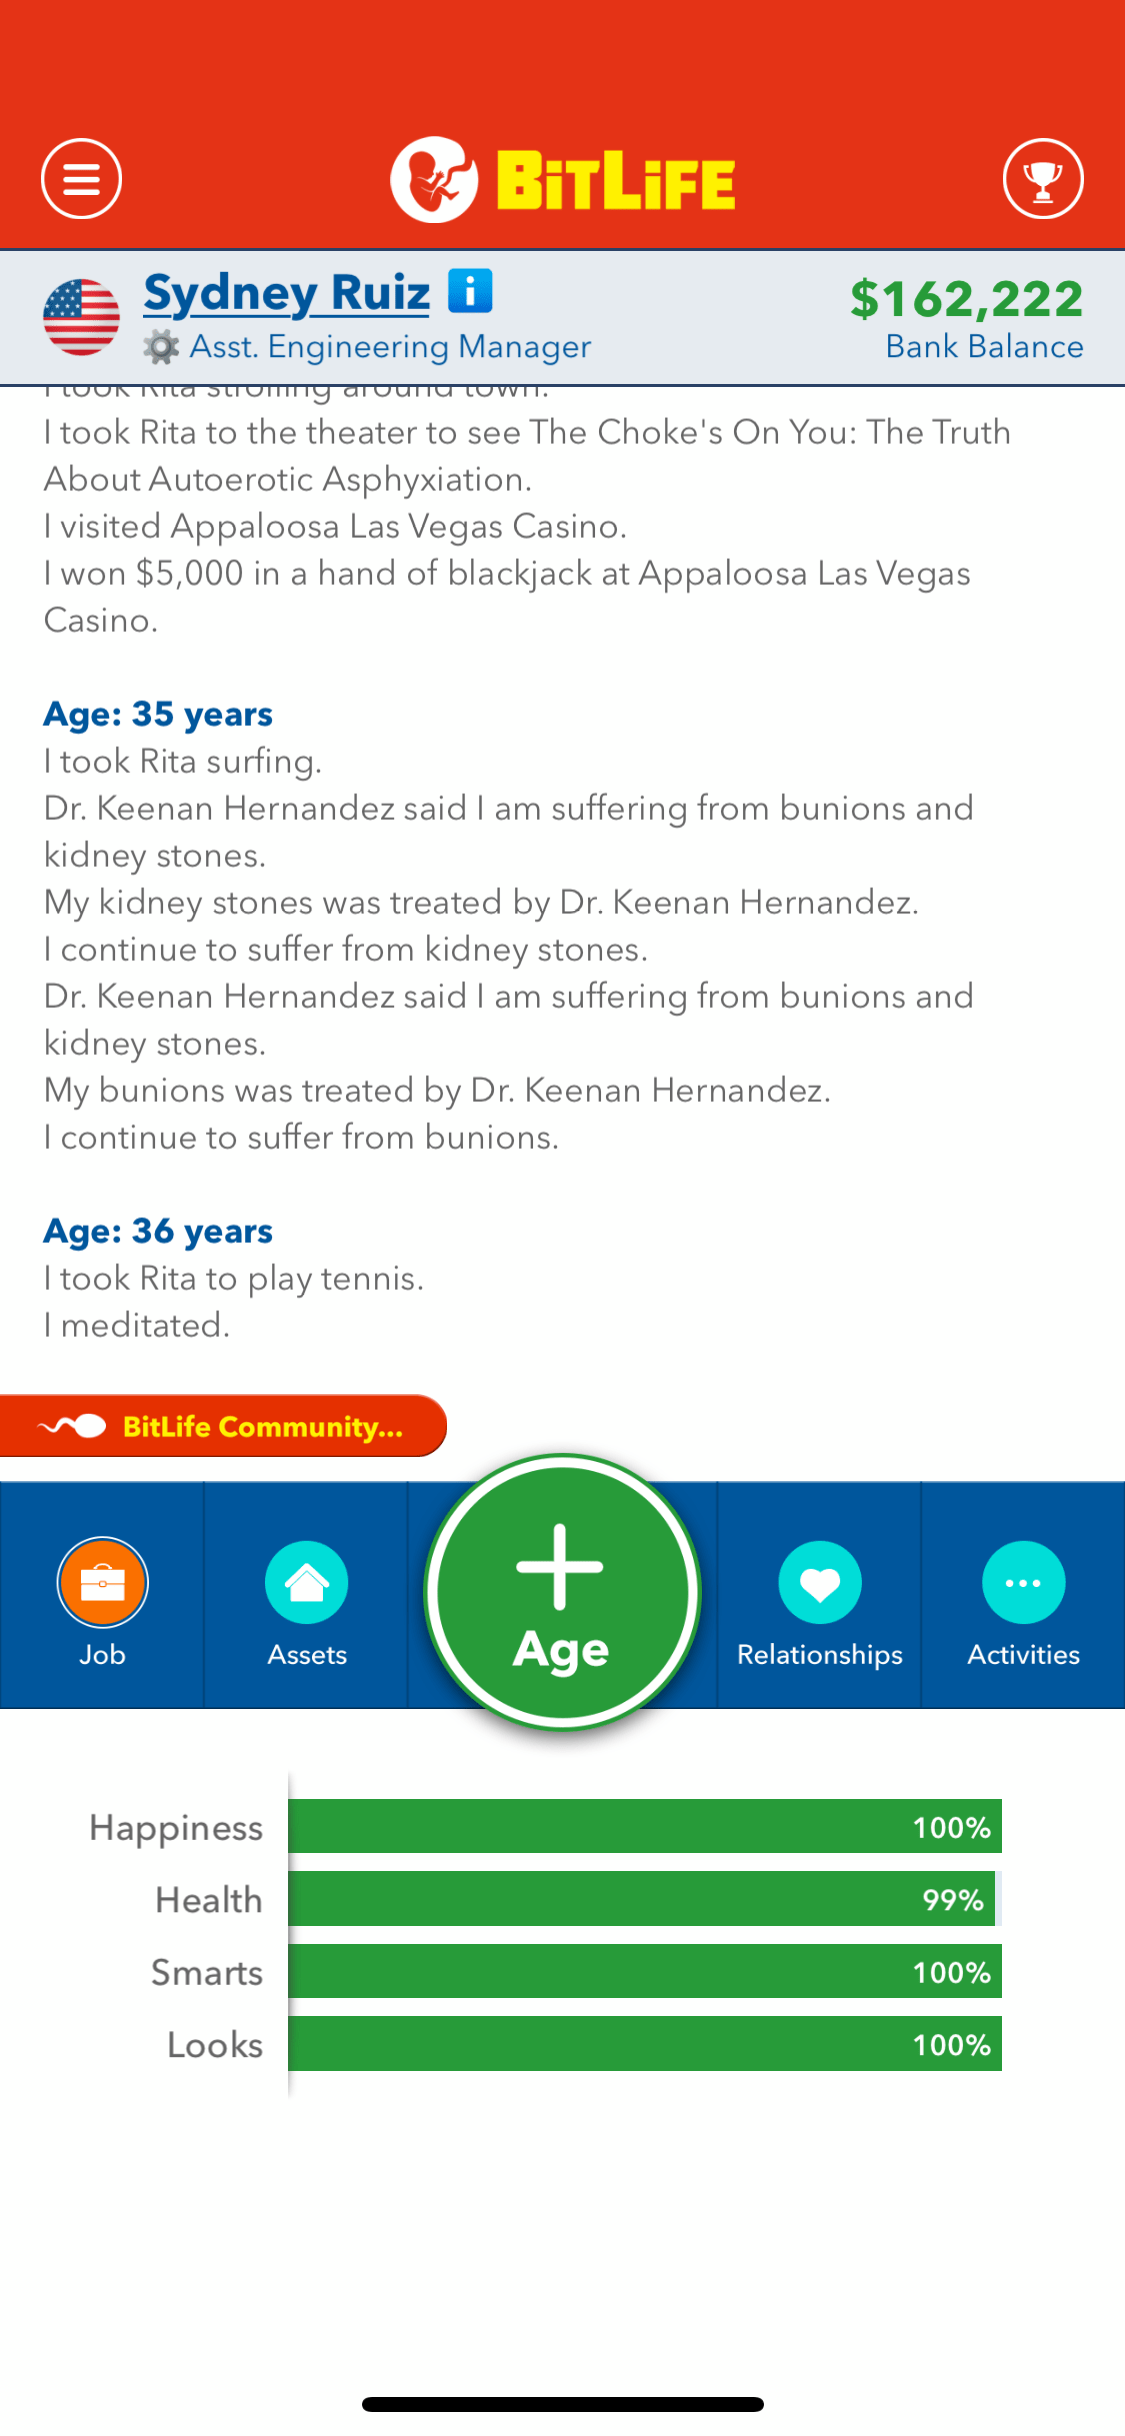 BITLIFE
Sydney Ruiz
$162,222
Asst. Engineering Manager
Bank Balance
I took Rita strolling around town.
I took Rita to the theater to see The Choke's On You: The Truth
About Autoerotic Asphyxiation.
I visited Appaloosa Las Vegas Casino.
I won $5,000 in a hand of blackjack at Appaloosa Las Vegas
Casino.
Age: 35 years
I took Rita surfing.
Dr. Keenan Hernandez said I am suffering from bunions and
kidney stones.
My kidney stones was treated by Dr. Keenan Hernandez.
I continue to suffer from kidney stones.
Dr. Keenan Hernandez said I am suffering from bunions and
kidney stones.
My bunions was treated by Dr. Keenan Hernandez.
I continue to suffer from bunions.
Age: 36 years
I took Rita to play tennis.
I meditated.
BitLife Community...
Job
Assets
Age
Relationships
Activities
Happiness 100%
Health 99%
Smarts 100%
Looks 100%